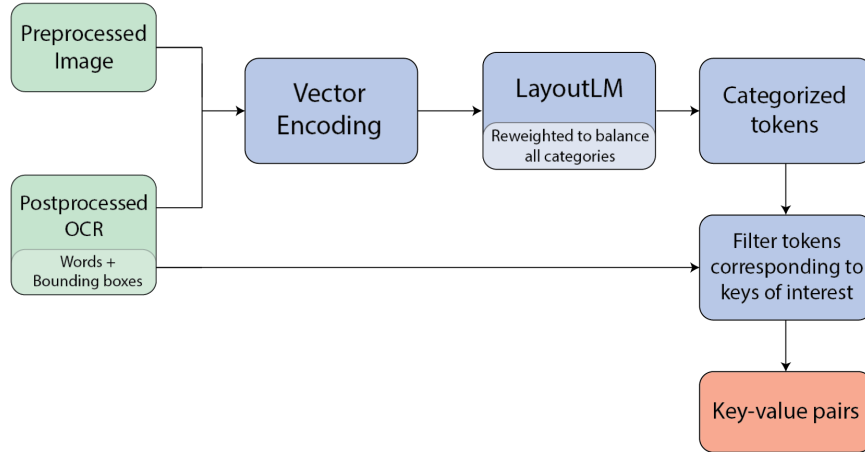 Preprocessed
Image
Vector
Encoding
LayoutLM
Reweighted to balance
all categories
Categorized
tokens
Postprocessed
OCR
Words +
Bounding boxes
Filter tokens
corresponding to
keys of interest
Key-value pairs